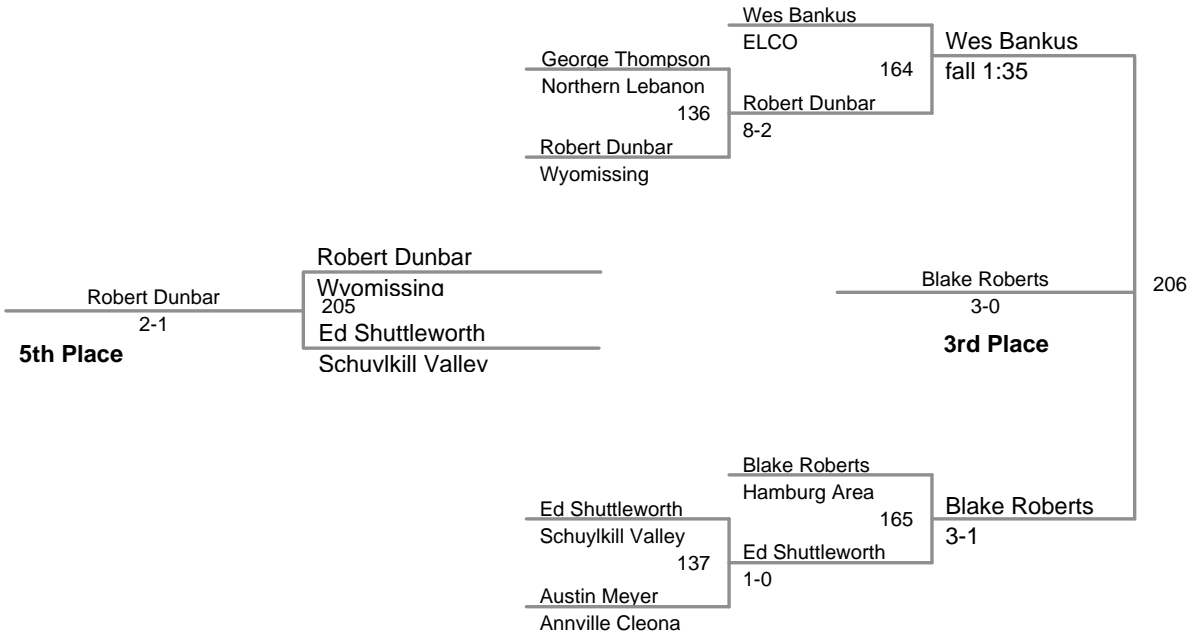 Wes Bankus
ELCO
164
Wes Bankus
fall 1:35
George Thompson
Northern Lebanon
136
Robert Dunbar
8-2
Robert Dunbar
Wyomissing
Robert Dunbar
Wyomissing
205
Ed Shuttleworth
Schuylkill Valley
Robert Dunbar
2-1
5th Place
Blake Roberts
3-0
3rd Place
206
Blake Roberts
Hamburg Area
165
Blake Roberts
3-1
Ed Shuttleworth
Schuylkill Valley
137
Ed Shuttleworth
1-0
Austin Meyer
Annville Cleona